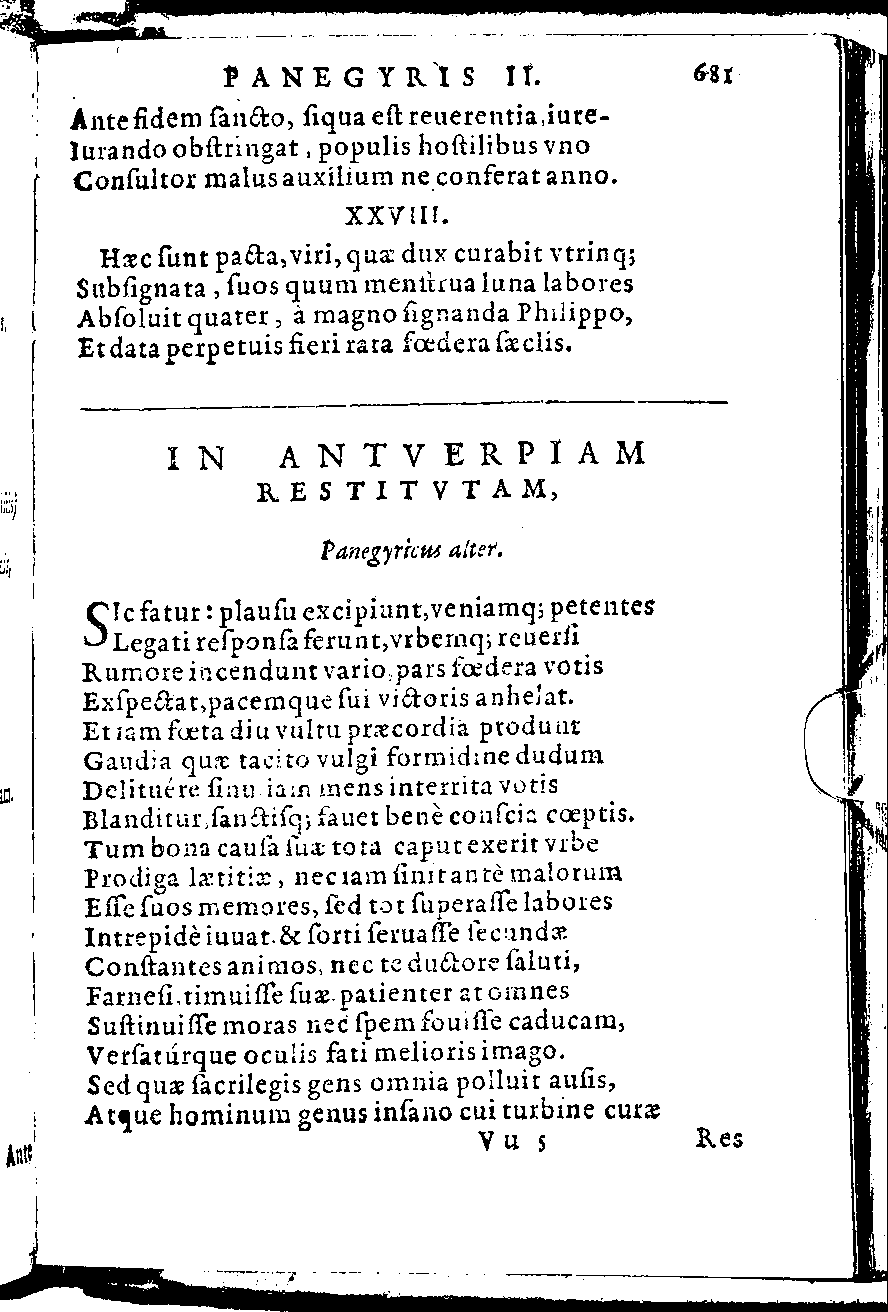 PANEGYRIS II. 681
Ante fidem ſancto, ſiqua eſt reuerentia, iure-
Iurando obſtringat, populis hoſtilibus vno
Conſultor malus auxilium ne conferat anno.
XXVIII.
Hæc ſunt pacta, viri, quæ dux curabit vtrinq;
Subſignata, ſuos quum menſtrua luna labores
Abſoluit quater, à magno ſignanda Philippo,
Et data perpetuis fieri rata fœdera ſæclis.
IN ANTVERPIAM
RESTITVTAM,
Panegyricus alter.
SIc fatur: plauſu excipiunt, veniamq; petentes
Legati reſponſa ferunt, vrbemq; reuerſi
Rumore incendunt vario, pars fœdera votis
Exſpectat, pacemque ſui victoris anhelat.
Et iam fœta diu vultu præcordia produnt
Gaudia quæ tacito vulgi formidine dudum
Delituére ſinu iam mens interrita votis
Blanditur, ſanctiſq; fauet benè conſcia cœptis.
Tum bona cauſa ſuæ tota caput exerit vrbe
Prodiga lætitiæ, nec iam ſinit antè malorum
Eſſe ſuos memores, ſed tot ſuperaſſe labores
Intrepidè iuuat. & ſorti ſeruaſſe ſecundæ
Conſtantes animos, nec te ductore ſaluti,
Farneſi, timuiſſe ſuæ. patienter at omnes
Suſtinuiſſe moras nec ſpem fouiſſe caducam,
Verſatúrque oculis fati melioris imago.
Sed quæ ſacrilegis gens omnia polluit auſis,
Atque hominum genus inſano cui turbine curæ
Vu 5 Res
Ante